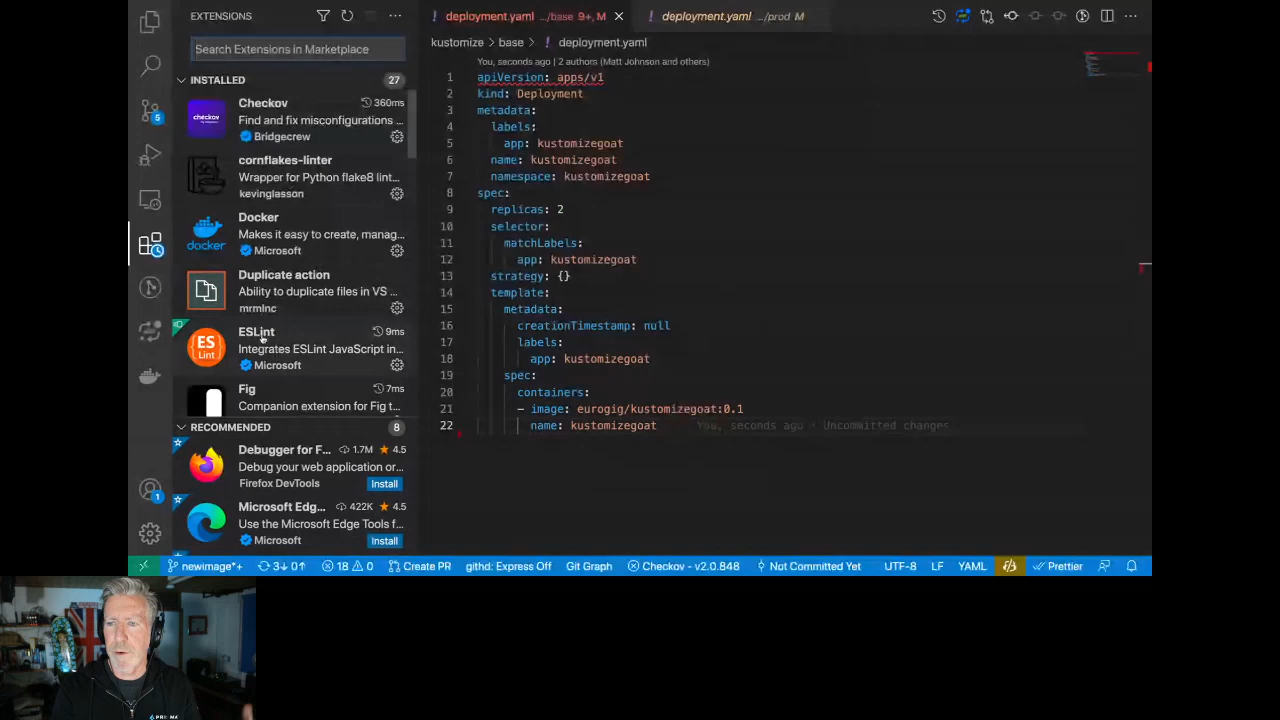 EXTENSIONS
Search Extensions in Marketplace
INSTALLED 27
Checkov 360ms
Find and fix misconfigurations ...
Bridgecrew
checkov
cornflakes-linter
Wrapper for Python flake8 lint...
kevinglasson
Docker
Makes it easy to create, manag...
Microsoft
docker
Duplicate action
Ability to duplicate files in VS ...
mrmlnc
ESLint 9ms
Integrates ESLint JavaScript in...
Microsoft
ES
Lint
Fig 7ms
Companion extension for Fig t...
RECOMMENDED 8
Debugger for F... 1.7M 4.5
Debug your web application or...
Firefox DevTools Install
Microsoft Edg... 422K 4.5
Use the Microsoft Edge Tools f...
Microsoft Install
5
1
deployment.yaml .../base 9+, M
deployment.yaml .../prod M
kustomize > base > ! deployment.yaml
You, seconds ago | 2 authors (Matt Johnson and others)
1 apiVersion: apps/v1
2 kind: Deployment
3 metadata:
4 labels:
5 app: kustomizegoat
6 name: kustomizegoat
7 namespace: kustomizegoat
8 spec:
9 replicas: 2
10 selector:
11 matchLabels:
12 app: kustomizegoat
13 strategy: {}
14 template:
15 metadata:
16 creationTimestamp: null
17 labels:
18 app: kustomizegoat
19 spec:
20 containers:
21 - image: eurogig/kustomizegoat:0.1
22 name: kustomizegoat You, seconds ago • Uncommitted changes
newimage*+ 3↓ 0↑ 18 0 Create PR githd: Express Off Git Graph Checkov - v2.0.848 Not Committed Yet UTF-8 LF YAML Prettier